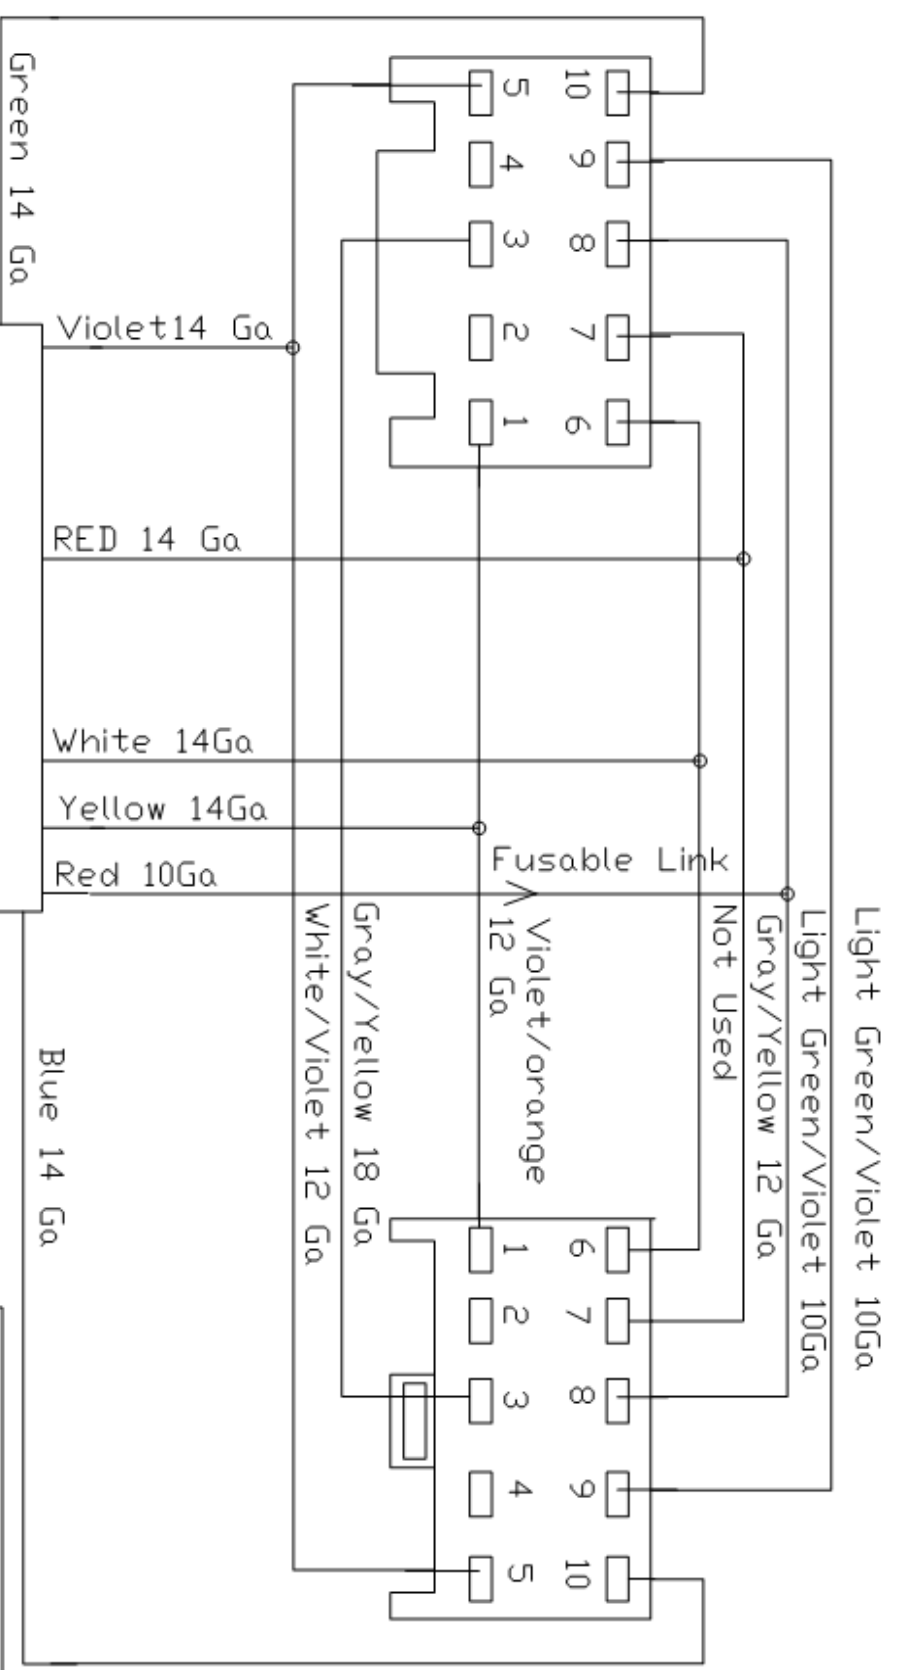 10
5
9
4
8
3
7
2
6
1
Green 14 Ga
Violet14 Ga
RED 14 Ga
White 14Ga
Yellow 14Ga
Red 10Ga
Fusable Link
Light Green/Violet 10Ga
Light Green/Violet 10Ga
Gray/Yellow 12 Ga
Not Used
Violet/orange
12 Ga
Gray/Yellow 18 Ga
White/Violet 12 Ga
Blue 14 Ga
6
1
7
2
8
3
9
4
10
5